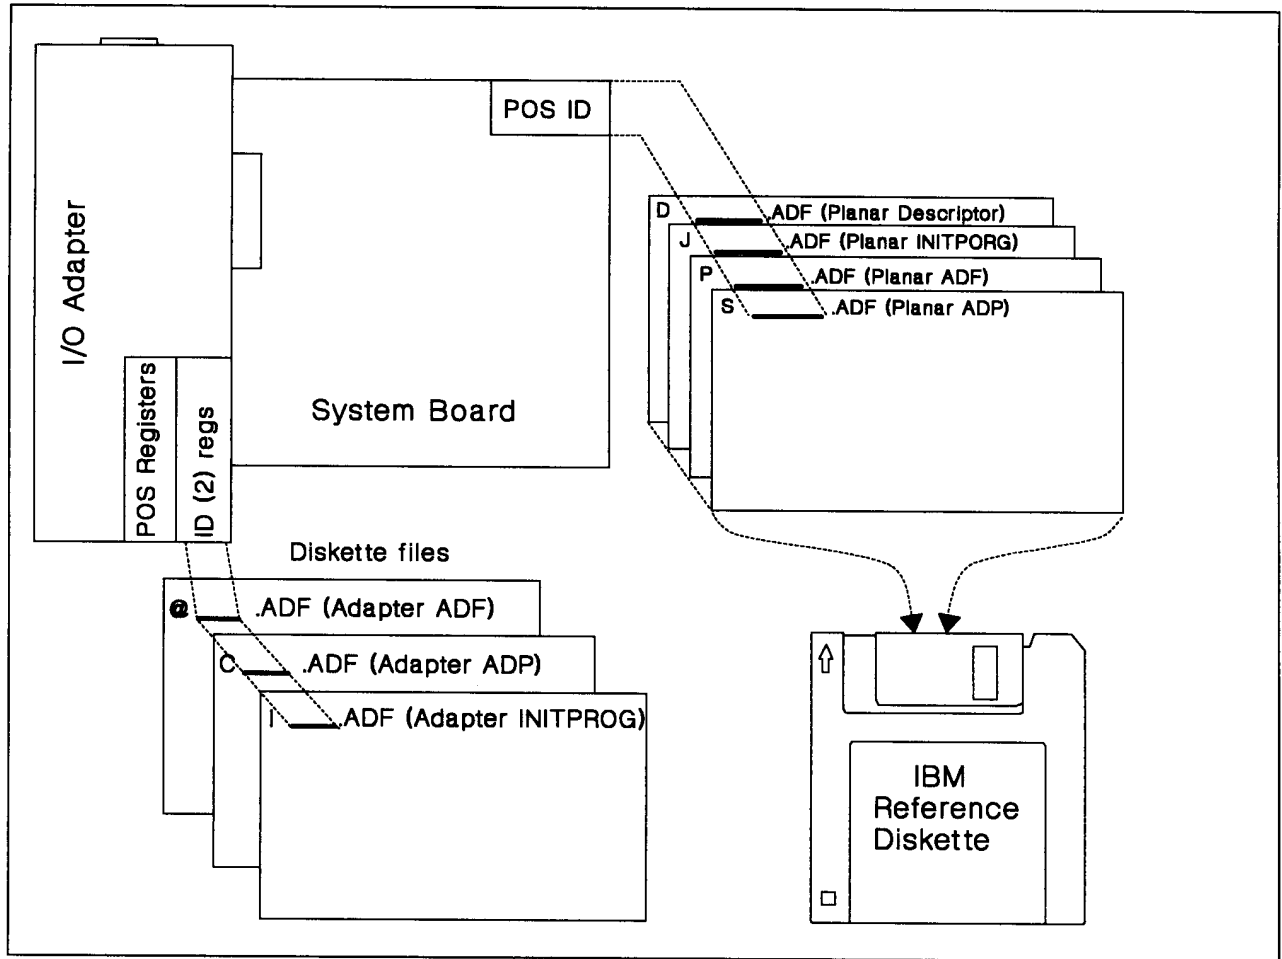 POS ID
I/O Adapter
System Board
POS Registers
ID (2) regs
D .ADF (Planar Descriptor)
J .ADF (Planar INITPORG)
P .ADF (Planar ADF)
S .ADF (Planar ADP)
Diskette files
@ .ADF (Adapter ADF)
C .ADF (Adapter ADP)
I .ADF (Adapter INITPROG)
IBM
Reference
Diskette